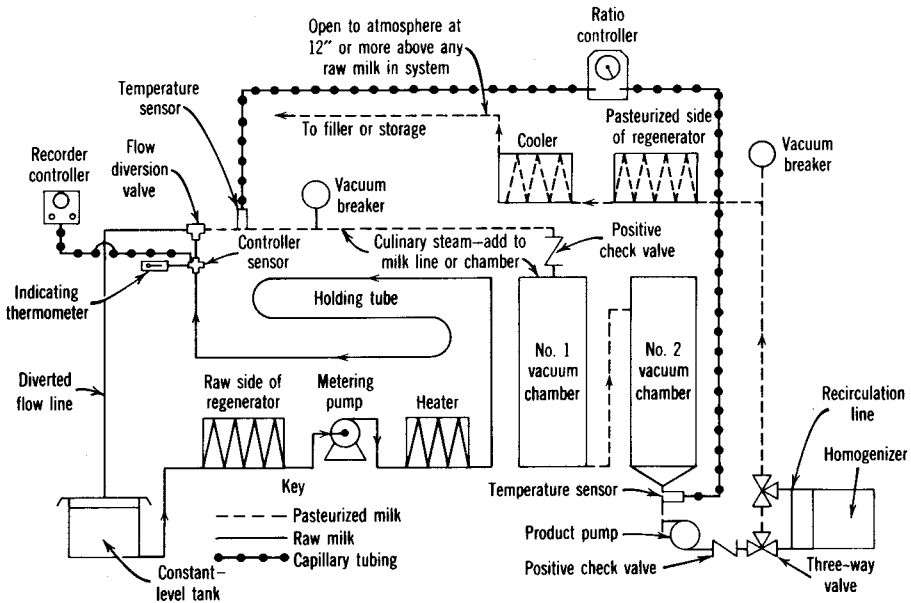 Ratio
controller
Open to atmosphere at
12″ or more above any
raw milk in system
Temperature
sensor
To filler or storage
Pasteurized side
of regenerator
Cooler
Flow
diversion
valve
Recorder
controller
Vacuum
breaker
Vacuum
breaker
Culinary steam—add to
milk line or chamber
Positive
check valve
Controller
sensor
Indicating
thermometer
Holding tube
No. 1
vacuum
chamber
No. 2
vacuum
chamber
Diverted
flow line
Raw side of
regenerator
Metering
pump
Heater
Recirculation
line
Homogenizer
Temperature sensor
Key
Pasteurized milk
Raw milk
Capillary tubing
Product pump
Positive check valve
Three-way
valve
Constant-
level tank